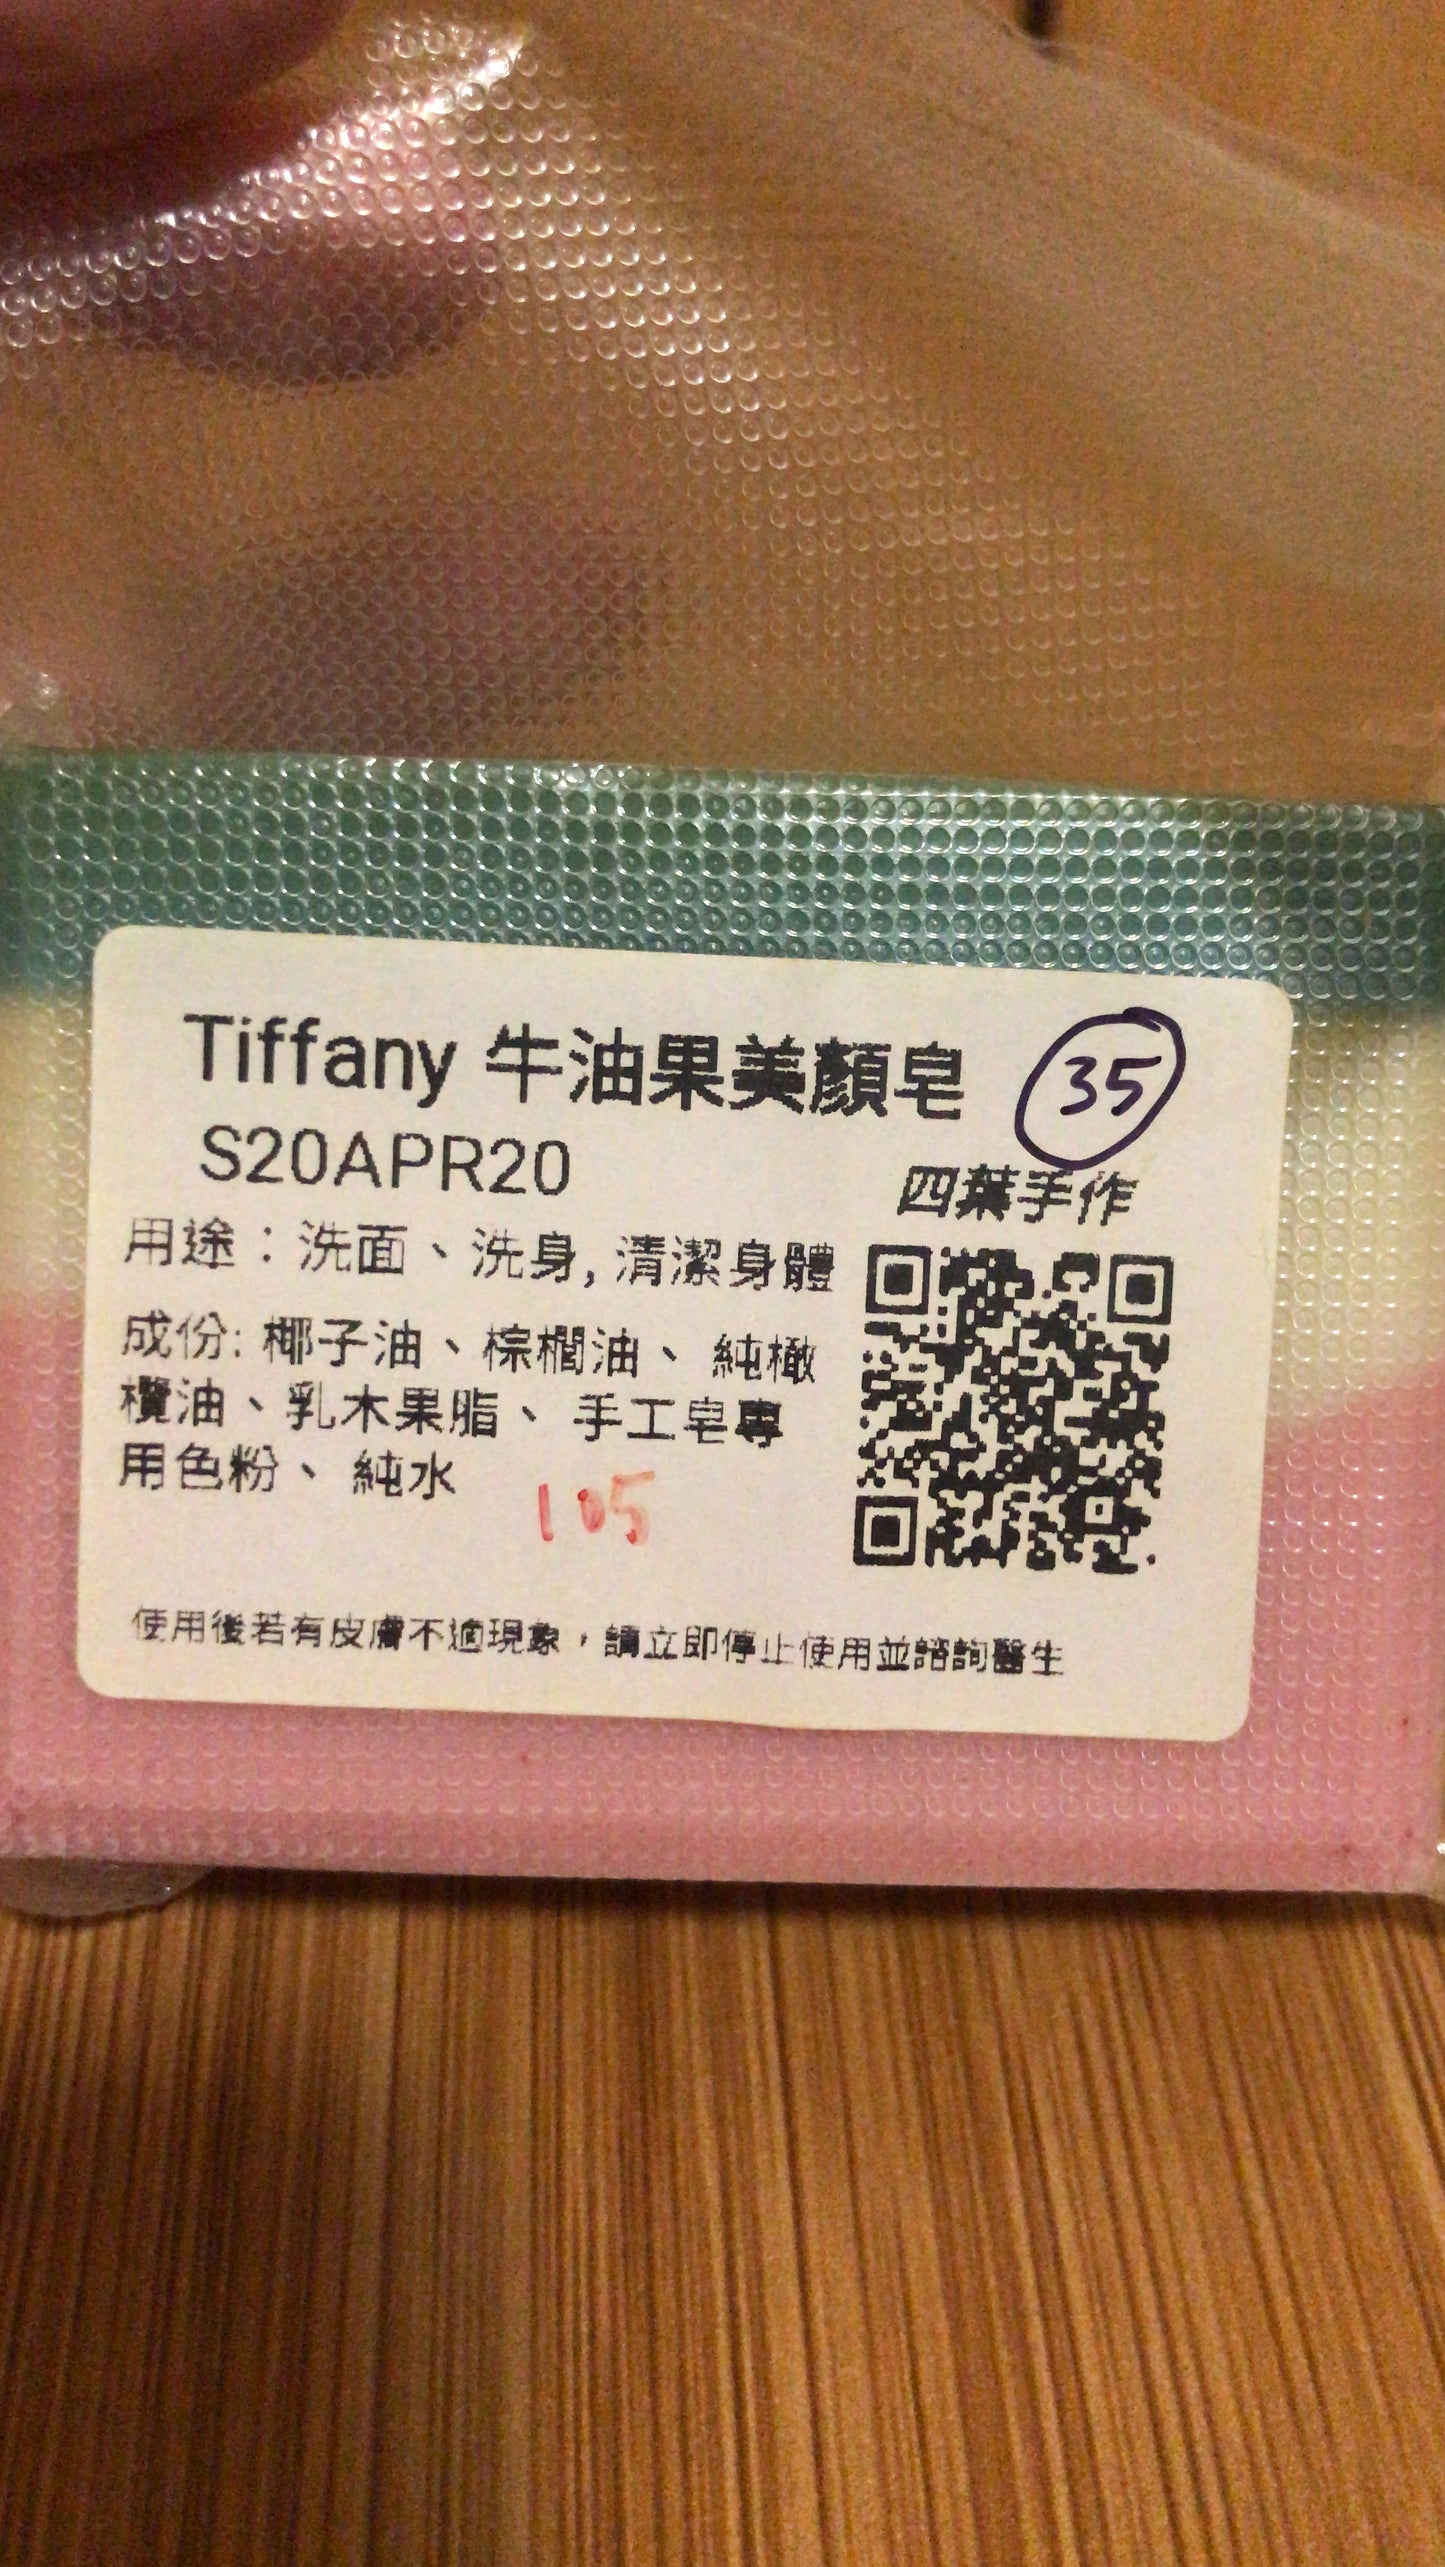 Tiffany 牛油果美顏皂
35
S20APR20
四葉手作
用途：洗面、洗身, 清潔身體
成份: 椰子油、棕櫚油、 純橄
欖油、乳木果脂、 手工皂專
用色粉、 純水
105
使用後若有皮膚不適現象，請立即停止使用並諮詢醫生